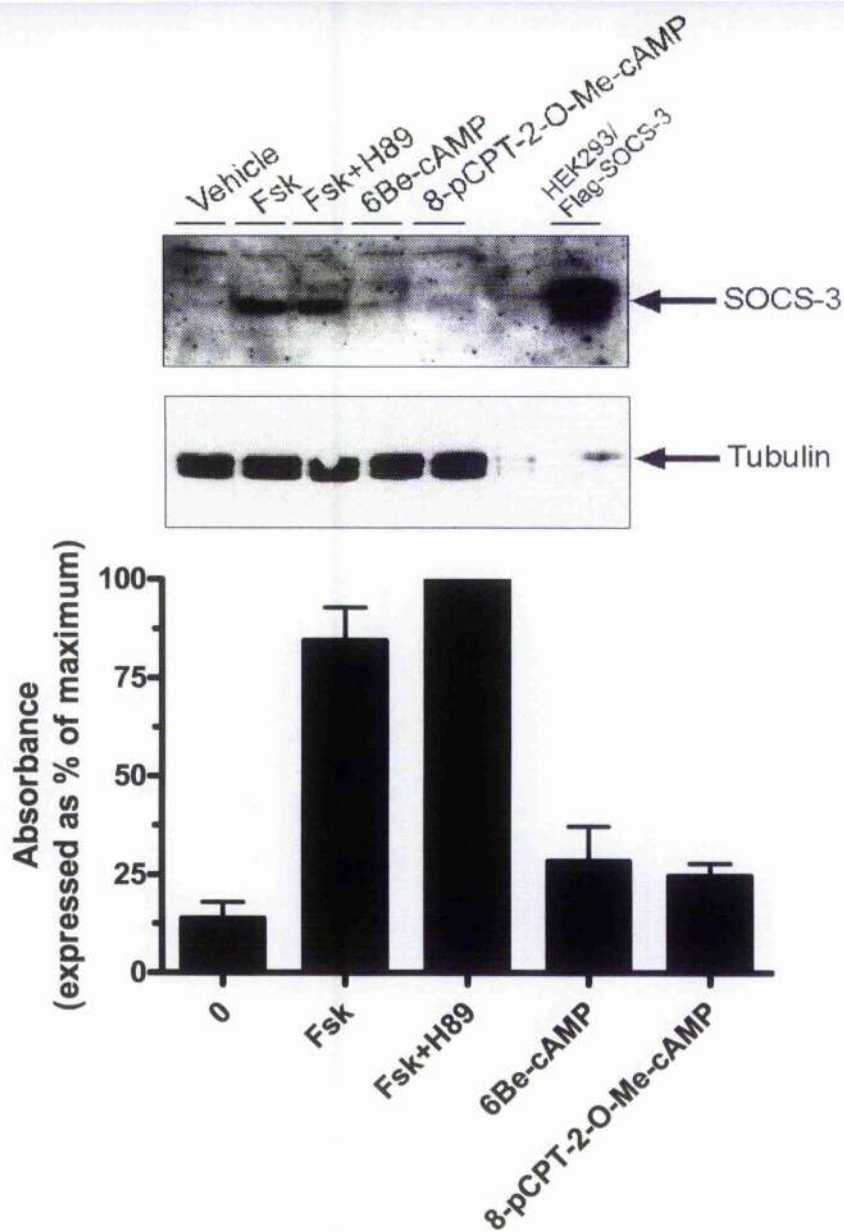 Vehicle
Fsk
Fsk+H89
6Be-cAMP
8-pCPT-2-O-Me-cAMP
HEK293/
Flag-SOCS-3
SOCS-3
Tubulin
Absorbance
(expressed as % of maximum)
100
75
50
25
0
0
Fsk
Fsk+H89
6Be-cAMP
8-pCPT-2-O-Me-cAMP